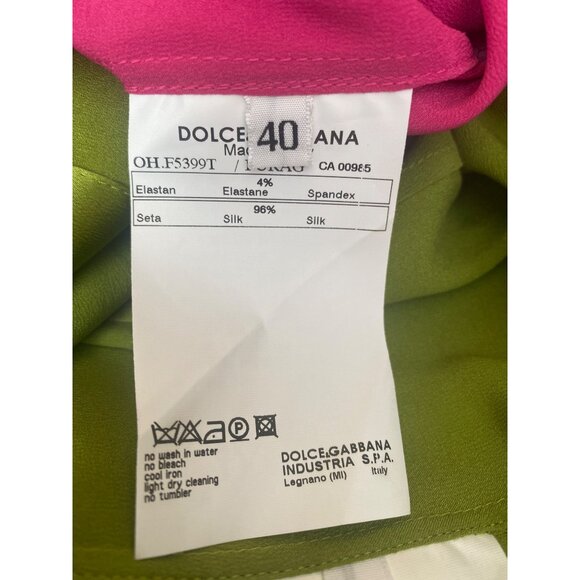 DOLCE 40 ANA
Mad
OH.F5399T / CA 00985
4%
Elastan Elastane Spandex
96%
Seta Silk Silk
no wash in water
no bleach
cool iron
light dry cleaning
no tumbler
DOLCE&GABBANA
INDUSTRIA S.P.A.
Legnano (MI) Italy